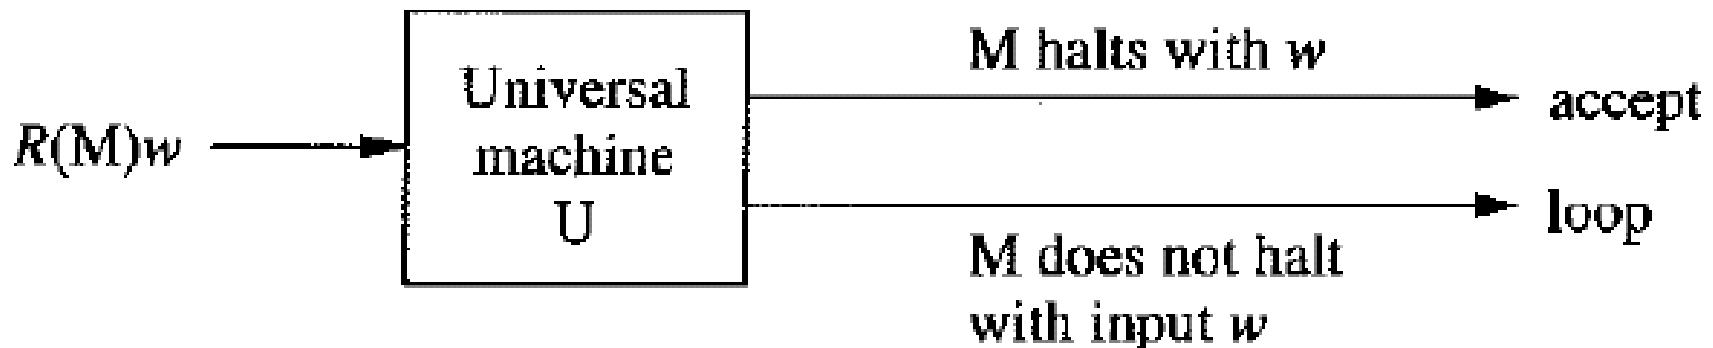 R(M)w
Universal
machine
U
M halts with w
accept
loop
M does not halt
with input w